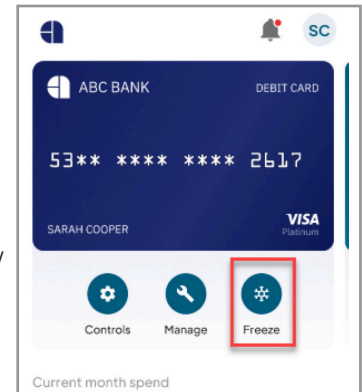 SC
ABC BANK
DEBIT CARD
53** **** **** 2617
SARAH COOPER
VISA
Platinum
Controls
Manage
Freeze
Current month spend